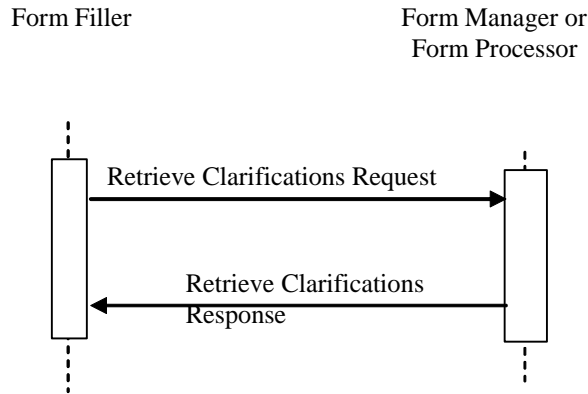 Form Filler
Form Manager or
Form Processor
Retrieve Clarifications Request
Retrieve Clarifications
Response